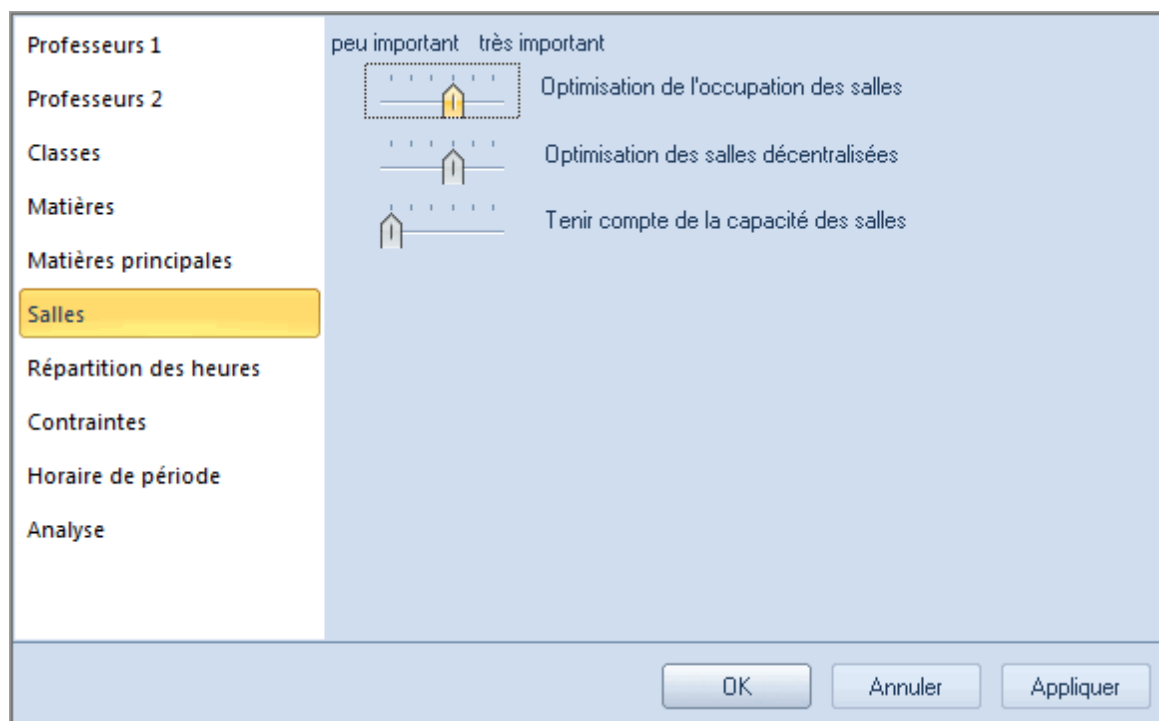 Professeurs 1
Professeurs 2
Classes
Matières
Matières principales
Salles
Répartition des heures
Contraintes
Horaire de période
Analyse
peu important très important
Optimisation de l'occupation des salles
Optimisation des salles décentralisées
Tenir compte de la capacité des salles
OK Annuler Appliquer